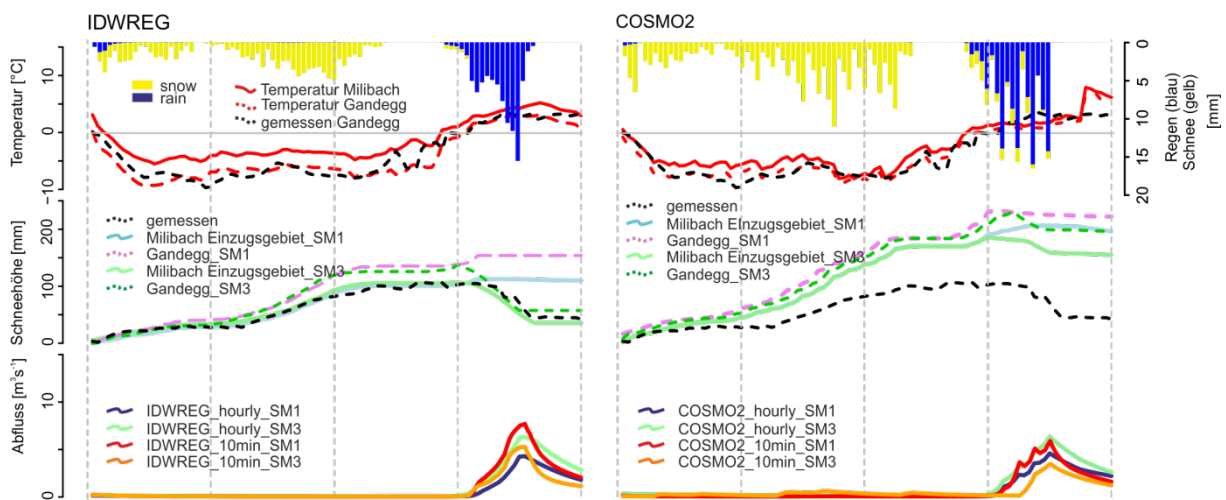 IDWREG
COSMO2
Temperatur [°C]
10
0
−10
snow
rain
Temperatur Milibach
Temperatur Gandegg
gemessen Gandegg
0
5
10
15
20
Regen (blau)
Schnee (gelb)
[mm]
Schneehöhe [mm]
200
100
0
gemessen
Milibach Einzugsgebiet_SM1
Gandegg_SM1
Milibach Einzugsgebiet_SM3
Gandegg_SM3
gemessen
Milibach Einzugsgebiet_SM1
Gandegg_SM1
Milibach Einzugsgebiet_SM3
Gandegg_SM3
Abfluss [m³s⁻¹]
10
0
IDWREG_hourly_SM1
IDWREG_hourly_SM3
IDWREG_10min_SM1
IDWREG_10min_SM3
COSMO2_hourly_SM1
COSMO2_hourly_SM3
COSMO2_10min_SM1
COSMO2_10min_SM3